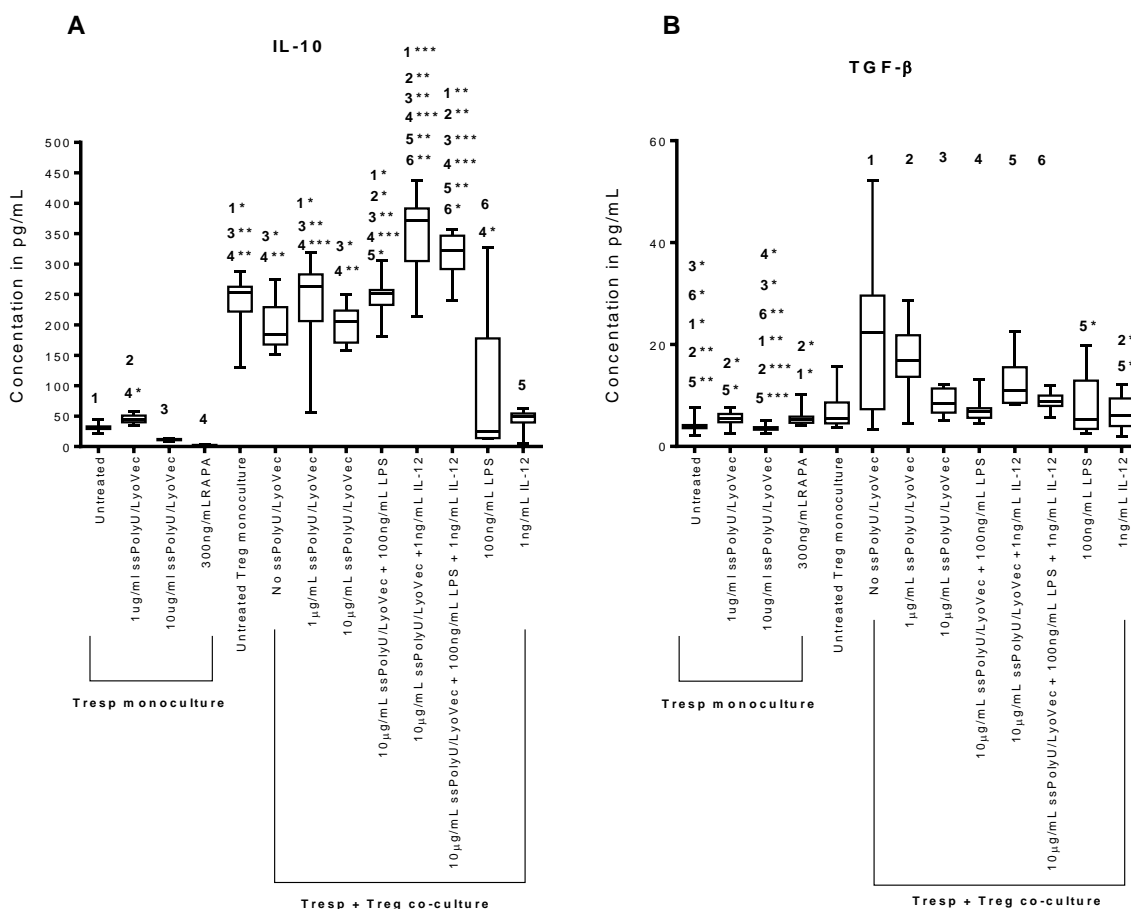 A
IL-10
Concentation in pg/mL
500
450
400
350
300
250
200
150
100
50
0
1
2
4 *
3
4
1 *
3 **
4 **
3 *
4 **
1 *
3 **
4 ***
3 *
4 **
1 *
2 *
3 **
4 ***
5 *
1 ***
2 **
3 **
4 ***
5 **
6 **
1 **
2 **
3 ***
4 ***
5 **
6 *
6
4 *
5
Untreated
1ug/ml ssPolyU/LyoVec
10ug/ml ssPolyU/LyoVec
300ng/mLRAPA
Untreated Treg monoculture
No ssPolyU/LyoVec
1µg/mL ssPolyU/LyoVec
10µg/mL ssPolyU/LyoVec
10µg/mL ssPolyU/LyoVec + 100ng/mL LPS
10µg/mL ssPolyU/LyoVec +1ng/mL IL-12
10µg/mL ssPolyU/LyoVec + 100ng/mL LPS + 1ng/mL IL-12
100ng/mL LPS
1ng/mL IL-12
Tresp monoculture
Tresp + Treg co-culture
B
TGF-β
Concentation in pg/mL
60
40
20
0
3 *
6 *
1 *
2 **
5 **
2 *
5 *
4 *
3 *
6 **
1 **
2 ***
5 ***
2 *
1 *
1
2
3
4
5
6
5 *
2 *
5 *
Untreated
1ug/ml ssPolyU/LyoVec
10ug/ml ssPolyU/LyoVec
300ng/mLRAPA
Untreated Treg monoculture
No ssPolyU/LyoVec
1µg/mL ssPolyU/LyoVec
10µg/mL ssPolyU/LyoVec
10µg/mL ssPolyU/LyoVec + 100ng/mL LPS
10µg/mL ssPolyU/LyoVec +1ng/mL IL-12
10µg/mL ssPolyU/LyoVec + 100ng/mL LPS + 1ng/mL IL-12
100ng/mL LPS
1ng/mL IL-12
Tresp monoculture
Tresp + Treg co-culture